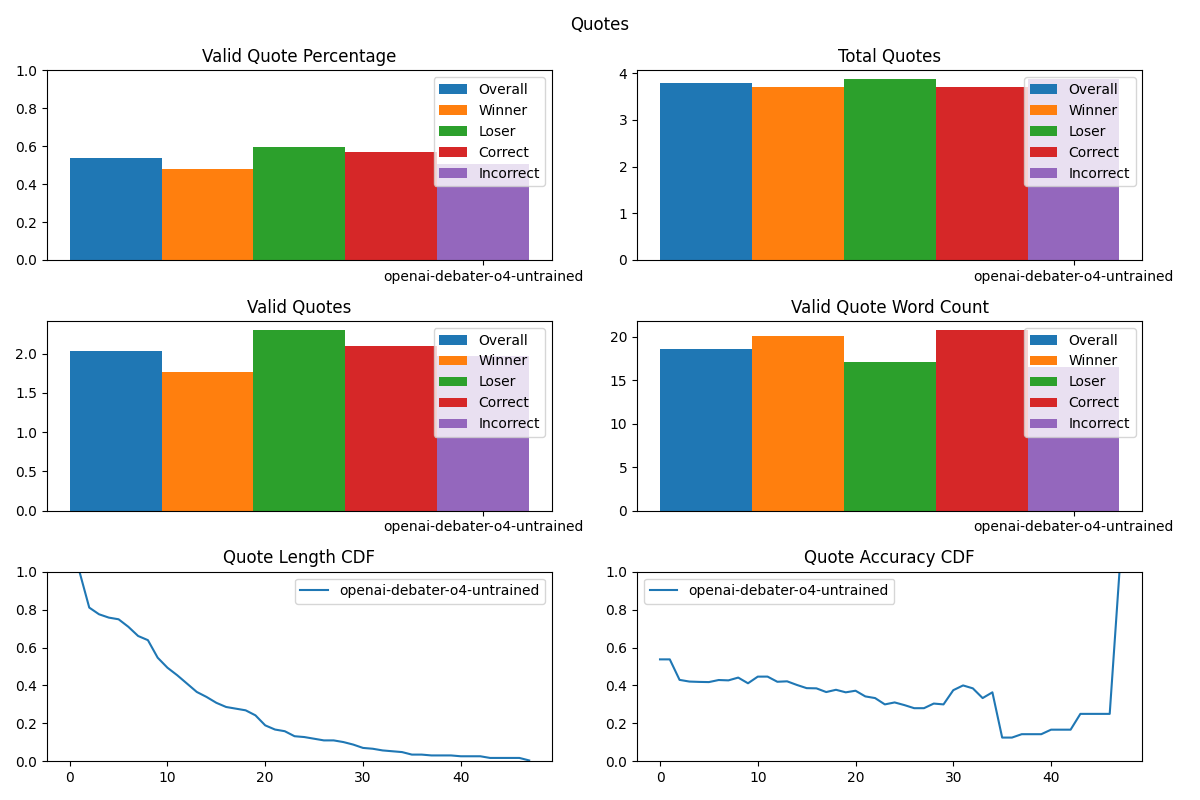 Quotes
Valid Quote Percentage
1.0
0.8
0.6
0.4
0.2
0.0
Overall
Winner
Loser
Correct
Incorrect
openai-debater-o4-untrained
Total Quotes
4
3
2
1
0
Overall
Winner
Loser
Correct
Incorrect
openai-debater-o4-untrained
Valid Quotes
2.0
1.5
1.0
0.5
0.0
Overall
Winner
Loser
Correct
Incorrect
openai-debater-o4-untrained
Valid Quote Word Count
20
15
10
5
0
Overall
Winner
Loser
Correct
Incorrect
openai-debater-o4-untrained
Quote Length CDF
1.0
0.8
0.6
0.4
0.2
0.0
openai-debater-o4-untrained
0 10 20 30 40
Quote Accuracy CDF
1.0
0.8
0.6
0.4
0.2
0.0
openai-debater-o4-untrained
0 10 20 30 40